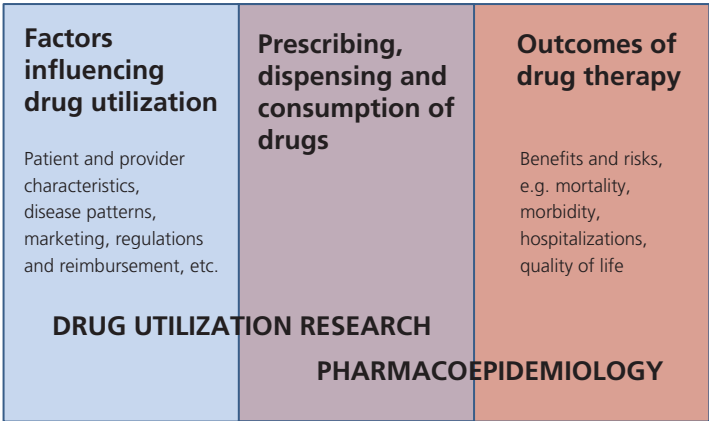 Factors
influencing
drug utilization
Patient and provider
characteristics,
disease patterns,
marketing, regulations
and reimbursement, etc.
Prescribing,
dispensing and
consumption of
drugs
Outcomes of
drug therapy
Benefits and risks,
e.g. mortality,
morbidity,
hospitalizations,
quality of life
DRUG UTILIZATION RESEARCH
PHARMACOEPIDEMIOLOGY